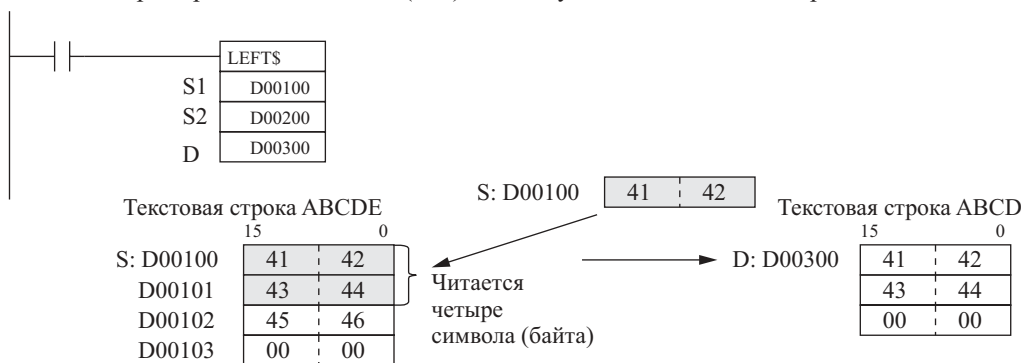 LEFT$
S1 D00100
S2 D00200
D D00300
S: D00100 41 42
Текстовая строка ABCDE
15 0
S: D00100 41 42
D00101 43 44
D00102 45 46
D00103 00 00
Читается
четыре
символа (байта)
Текстовая строка ABCD
15 0
D: D00300 41 42
43 44
00 00